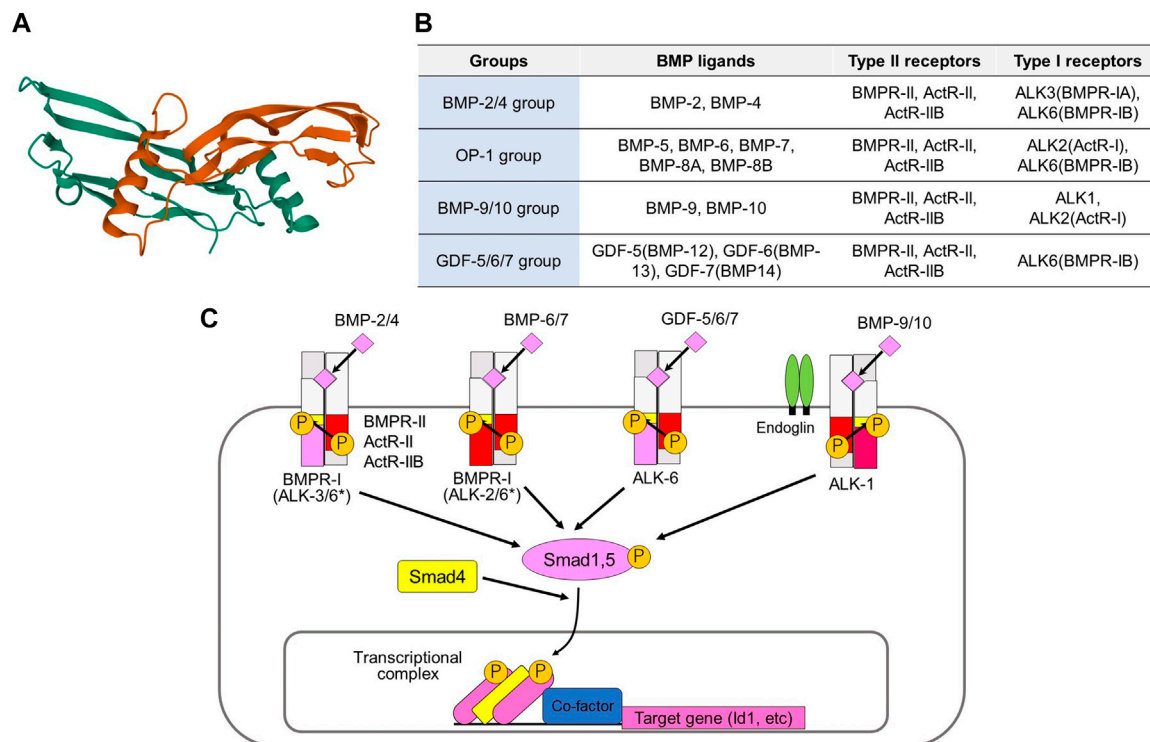 A
B
Groups BMP ligands Type II receptors Type I receptors
BMP-2/4 group BMP-2, BMP-4 BMPR-II, ActR-II, ActR-IIB ALK3(BMPR-IA), ALK6(BMPR-IB)
OP-1 group BMP-5, BMP-6, BMP-7, BMP-8A, BMP-8B BMPR-II, ActR-II, ActR-IIB ALK2(ActR-I), ALK6(BMPR-IB)
BMP-9/10 group BMP-9, BMP-10 BMPR-II, ActR-II, ActR-IIB ALK1, ALK2(ActR-I)
GDF-5/6/7 group GDF-5(BMP-12), GDF-6(BMP-13), GDF-7(BMP14) BMPR-II, ActR-II, ActR-IIB ALK6(BMPR-IB)
C
BMP-2/4
BMP-6/7
GDF-5/6/7
BMP-9/10
P
P
BMPR-II
ActR-II
ActR-IIB
P
P
P
P
Endoglin
P
P
BMPR-I
(ALK-3/6*)
BMPR-I
(ALK-2/6*)
ALK-6
ALK-1
Smad1,5
P
Smad4
Transcriptional
complex
P
P
Co-factor
Target gene (Id1, etc)